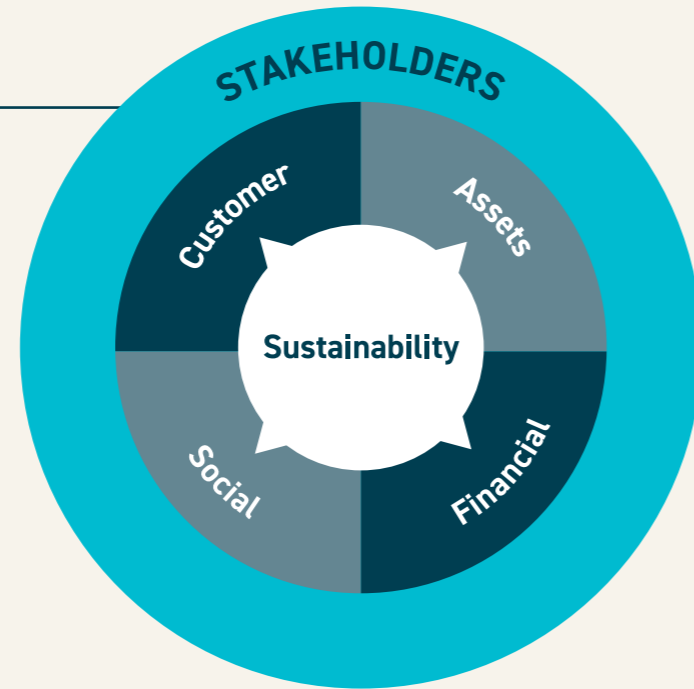 STAKEHOLDERS
Customer
Assets
Sustainability
Social
Financial